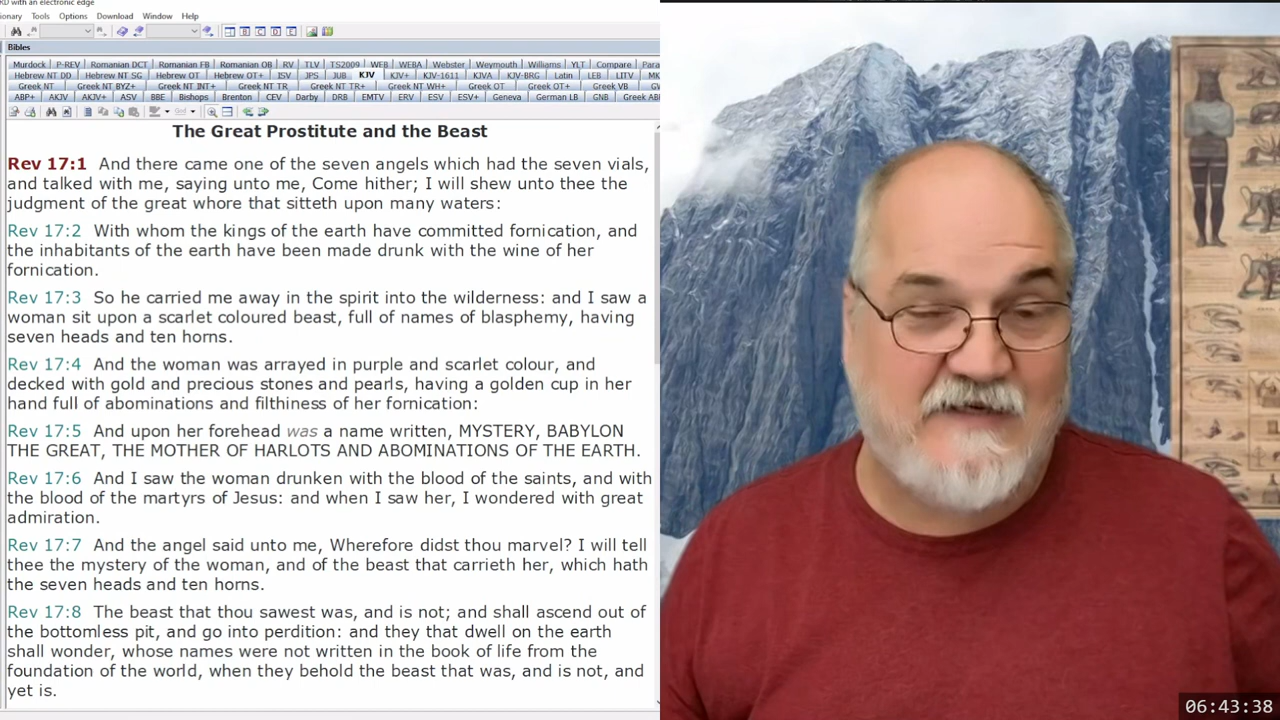 RD with an electronic edge
ionary Tools Options Download Window Help
Bibles
Murdock P-REV Romanian DCT Romanian FB Romanian OB RV TLV TS2009 WEB WEBA Webster Weymouth Williams YLT Compare Para
Hebrew NT DD Hebrew NT SG Hebrew OT Hebrew OT+ ISV JPS JUB KJV KJV+ KJV-1611 KJVA KJV-BRG Latin LEB LITV MK
Greek NT Greek NT BYZ+ Greek NT INT+ Greek NT TR Greek NT TR+ Greek NT WH+ Greek OT Greek OT+ Greek VB GW
ABP+ AKJV AKJV+ ASV BBE Bishops Brenton CEV Darby DRB EMTV ERV ESV ESV+ Geneva German LB GNB Greek AB
The Great Prostitute and the Beast
Rev 17:1 And there came one of the seven angels which had the seven vials,
and talked with me, saying unto me, Come hither; I will shew unto thee the
judgment of the great whore that sitteth upon many waters:
Rev 17:2 With whom the kings of the earth have committed fornication, and
the inhabitants of the earth have been made drunk with the wine of her
fornication.
Rev 17:3 So he carried me away in the spirit into the wilderness: and I saw a
woman sit upon a scarlet coloured beast, full of names of blasphemy, having
seven heads and ten horns.
Rev 17:4 And the woman was arrayed in purple and scarlet colour, and
decked with gold and precious stones and pearls, having a golden cup in her
hand full of abominations and filthiness of her fornication:
Rev 17:5 And upon her forehead was a name written, MYSTERY, BABYLON
THE GREAT, THE MOTHER OF HARLOTS AND ABOMINATIONS OF THE EARTH.
Rev 17:6 And I saw the woman drunken with the blood of the saints, and with
the blood of the martyrs of Jesus: and when I saw her, I wondered with great
admiration.
Rev 17:7 And the angel said unto me, Wherefore didst thou marvel? I will tell
thee the mystery of the woman, and of the beast that carrieth her, which hath
the seven heads and ten horns.
Rev 17:8 The beast that thou sawest was, and is not; and shall ascend out of
the bottomless pit, and go into perdition: and they that dwell on the earth
shall wonder, whose names were not written in the book of life from the
foundation of the world, when they behold the beast that was, and is not, and
yet is.
06:43:38